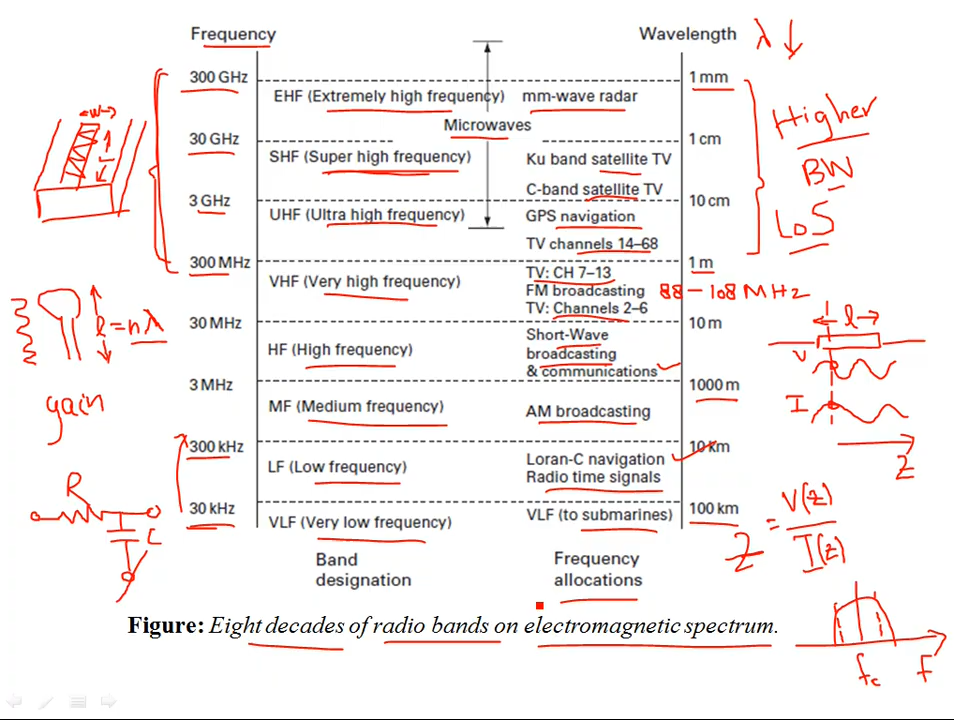 Frequency
Wavelength λ ↓
300 GHz
1 mm
EHF (Extremely high frequency)
mm-wave radar
Microwaves
30 GHz
1 cm
SHF (Super high frequency)
Ku band satellite TV
C-band satellite TV
3 GHz
10 cm
UHF (Ultra high frequency)
GPS navigation
TV channels 14–68
300 MHz
1 m
VHF (Very high frequency)
TV: CH 7–13
FM broadcasting 88-108 MHz
TV: Channels 2–6
30 MHz
10 m
HF (High frequency)
Short-Wave
broadcasting
& communications
3 MHz
1000 m
MF (Medium frequency)
AM broadcasting
300 kHz
10 km
LF (Low frequency)
Loran-C navigation
Radio time signals
30 kHz
100 km
VLF (Very low frequency)
VLF (to submarines)
Band
designation
Frequency
allocations
Figure: Eight decades of radio bands on electromagnetic spectrum.
Higher
BW
LoS
w
L
l = nλ
gain
R
C
l
V
I
Z
Z = V(z)
I(z)
fc
F